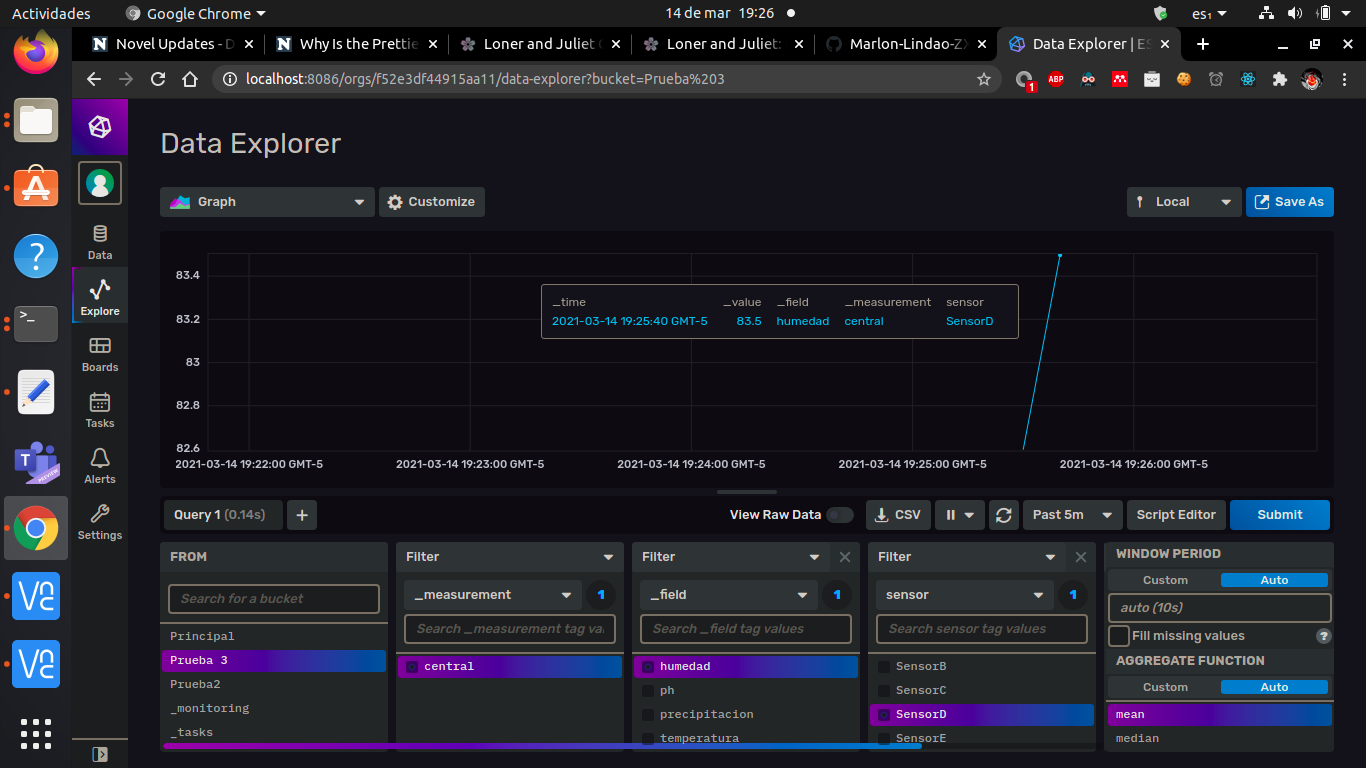 Actividades
Google Chrome
14 de mar 19:26
es₁
Novel Updates - D
Why Is the Prettie
Loner and Juliet
Loner and Juliet:
Marlon-Lindao-ZX
Data Explorer | ES
localhost:8086/orgs/f52e3df44915aa11/data-explorer?bucket=Prueba%203
1
ABP
Data Explorer
Graph
Customize
Local
Save As
Data
Explore
Boards
Tasks
Alerts
Settings
83.4
83.2
83
82.8
82.6
_time _value _field _measurement sensor
2021-03-14 19:25:40 GMT-5 83.5 humedad central SensorD
2021-03-14 19:22:00 GMT-5
2021-03-14 19:23:00 GMT-5
2021-03-14 19:24:00 GMT-5
2021-03-14 19:25:00 GMT-5
2021-03-14 19:26:00 GMT-5
Query 1 (0.14s)
View Raw Data
CSV
Past 5m
Script Editor
Submit
FROM
Search for a bucket
Principal
Prueba 3
Prueba2
_monitoring
_tasks
Filter
_measurement
1
Search _measurement tag va
central
Filter
_field
1
Search _field tag values
humedad
ph
precipitacion
temperatura
Filter
sensor
1
Search sensor tag values
SensorB
SensorC
SensorD
SensorE
WINDOW PERIOD
Custom
Auto
auto (10s)
Fill missing values
?
AGGREGATE FUNCTION
Custom
Auto
mean
median